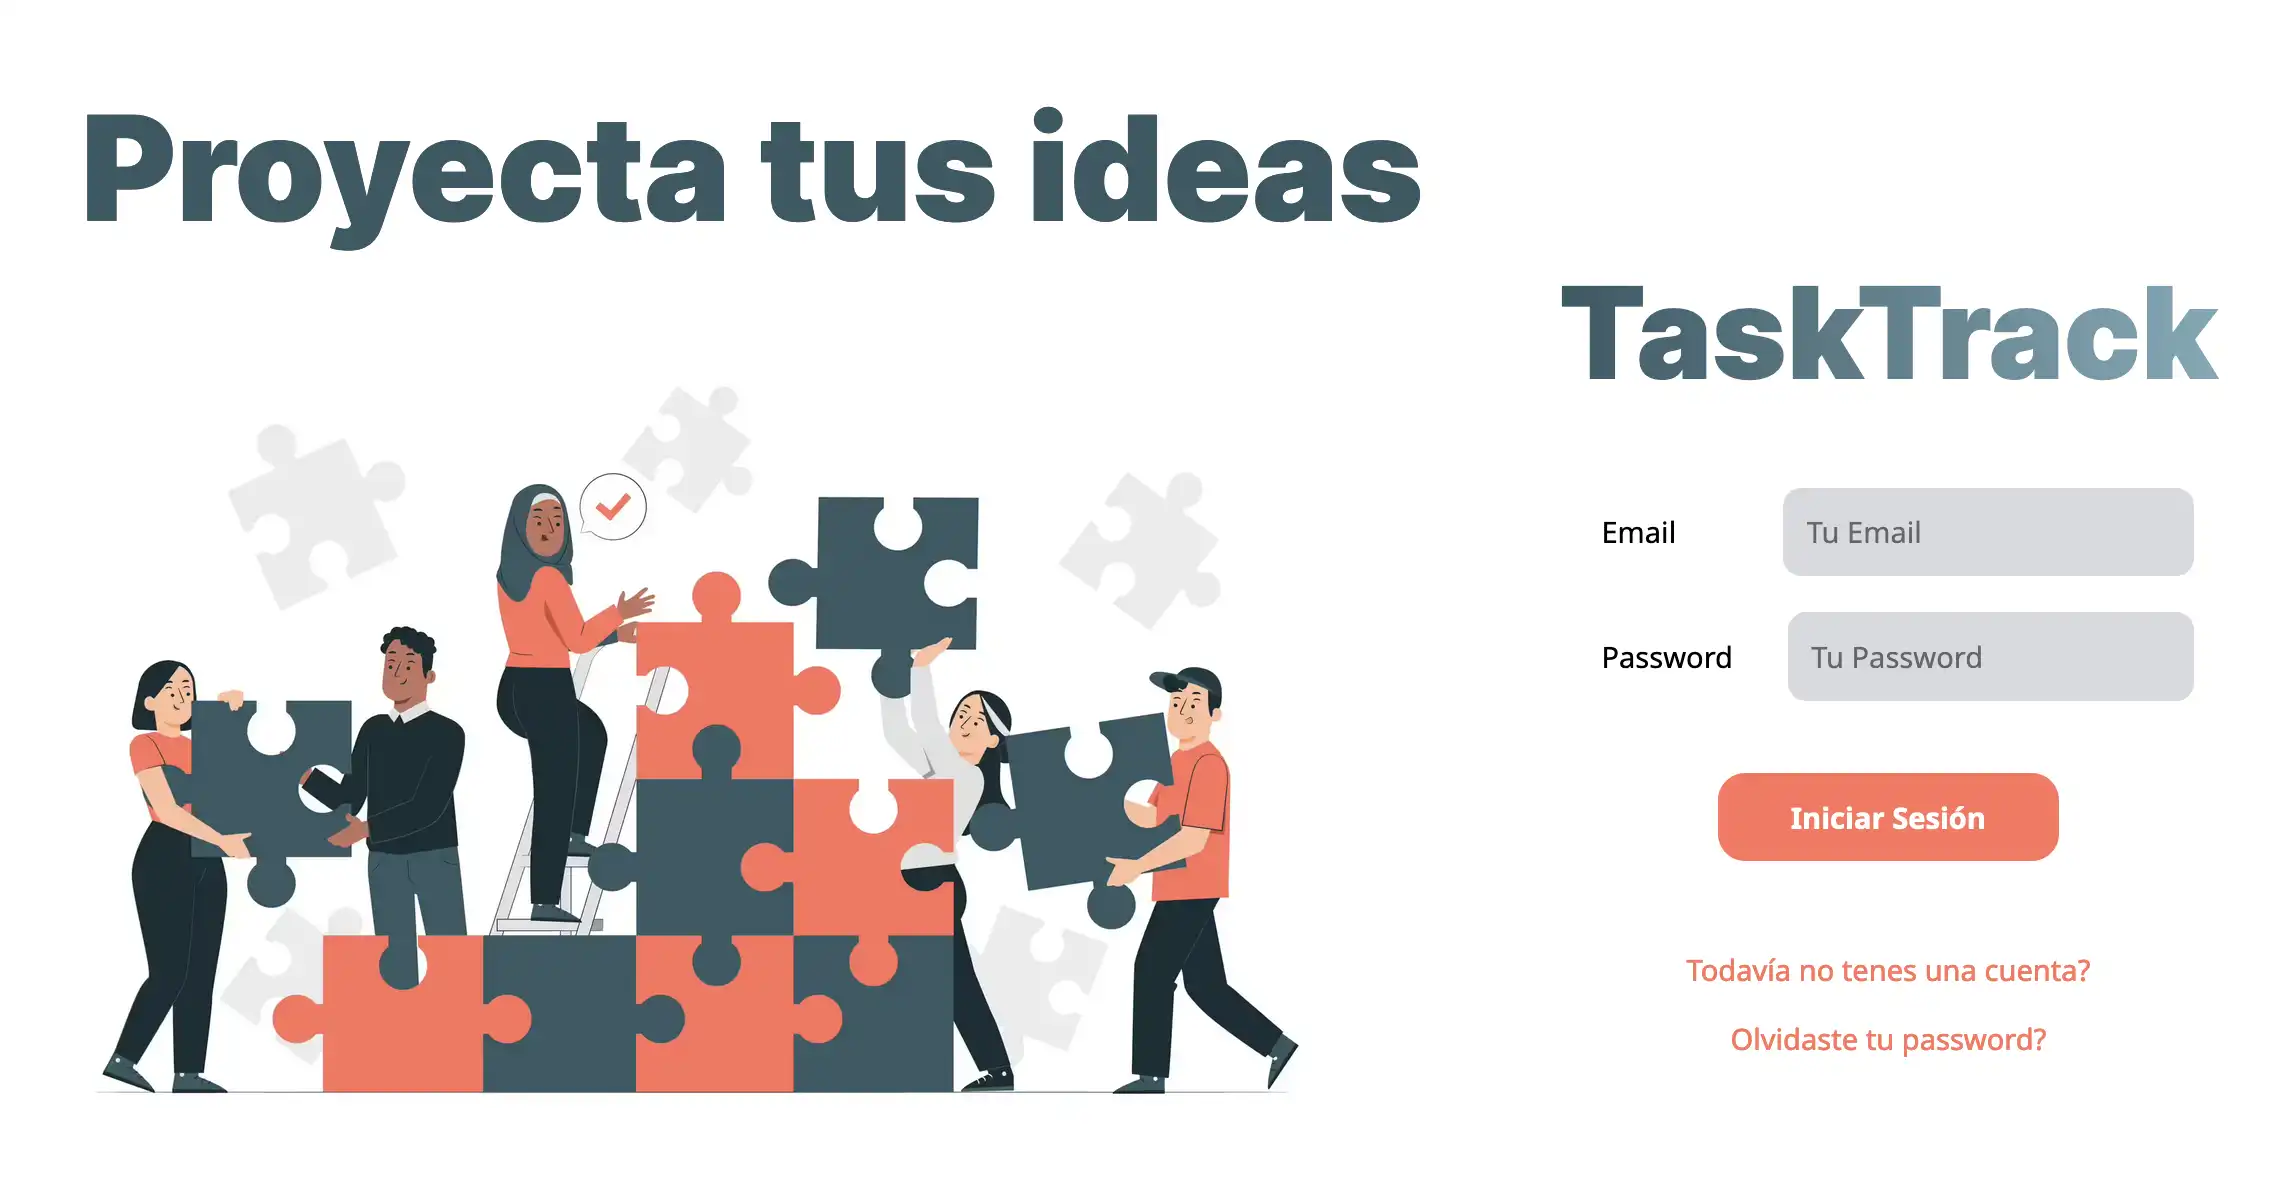 Proyecta tus ideas
TaskTrack
Email
Tu Email
Password
Tu Password
Iniciar Sesión
Todavía no tenes una cuenta?
Olvidaste tu password?